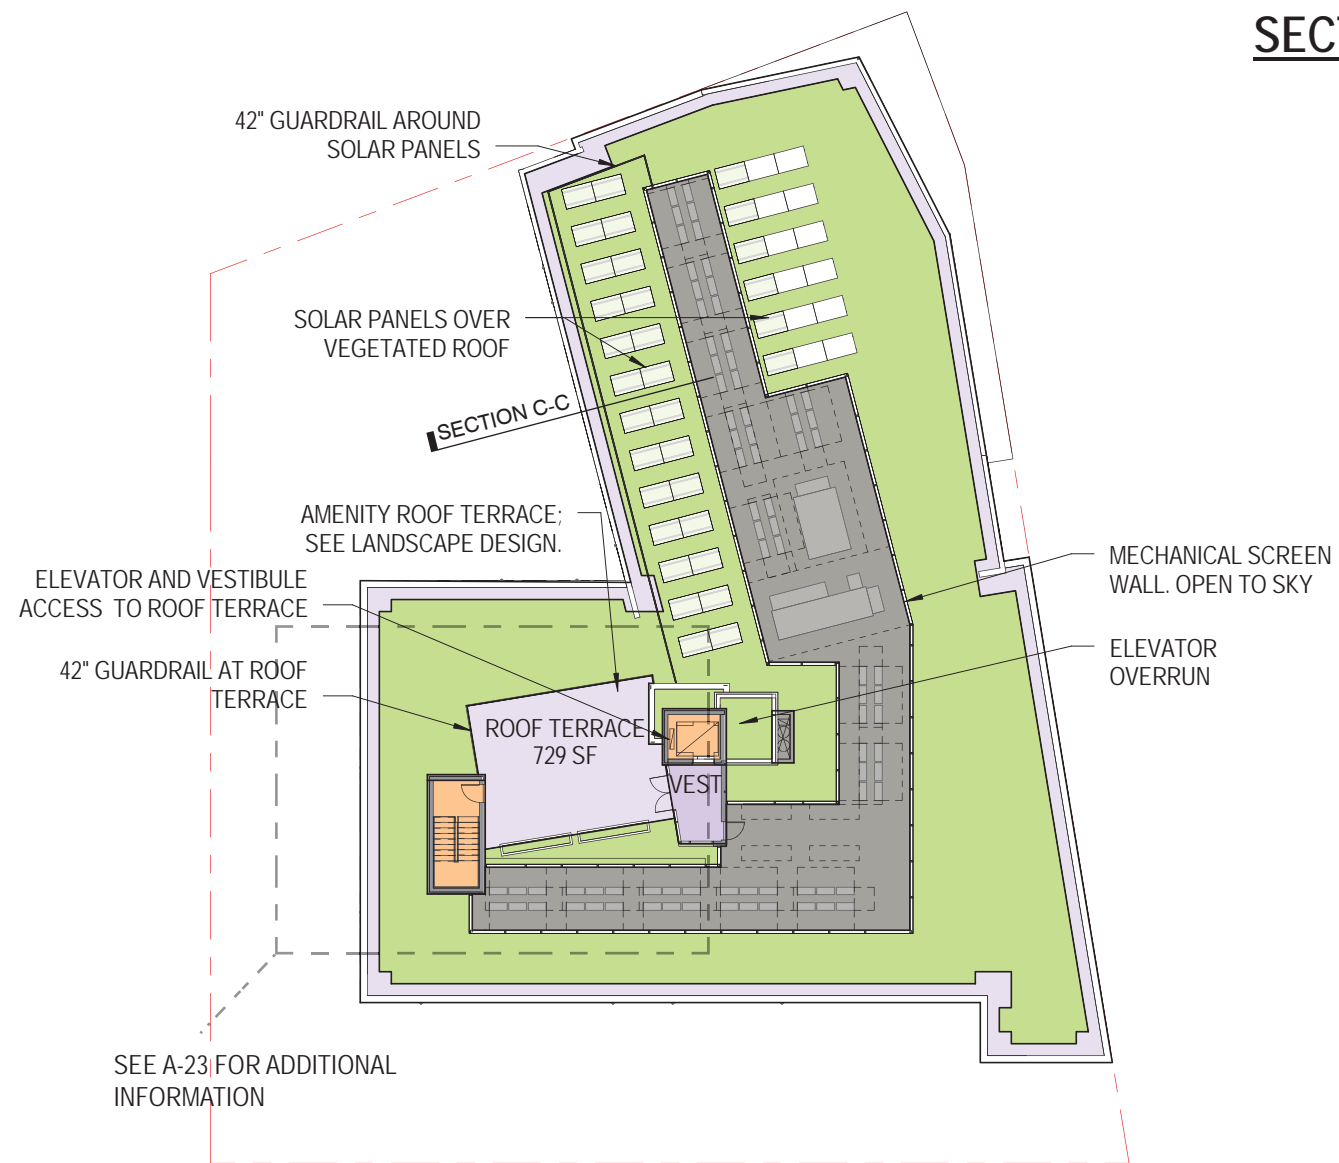 SECT
42" GUARDRAIL AROUND
SOLAR PANELS
SOLAR PANELS OVER
VEGETATED ROOF
SECTION C-C
AMENITY ROOF TERRACE;
SEE LANDSCAPE DESIGN.
ELEVATOR AND VESTIBULE
ACCESS TO ROOF TERRACE
42" GUARDRAIL AT ROOF
TERRACE
MECHANICAL SCREEN
WALL. OPEN TO SKY
ELEVATOR
OVERRUN
ROOF TERRACE
729 SF
VEST.
SEE A-23 FOR ADDITIONAL
INFORMATION